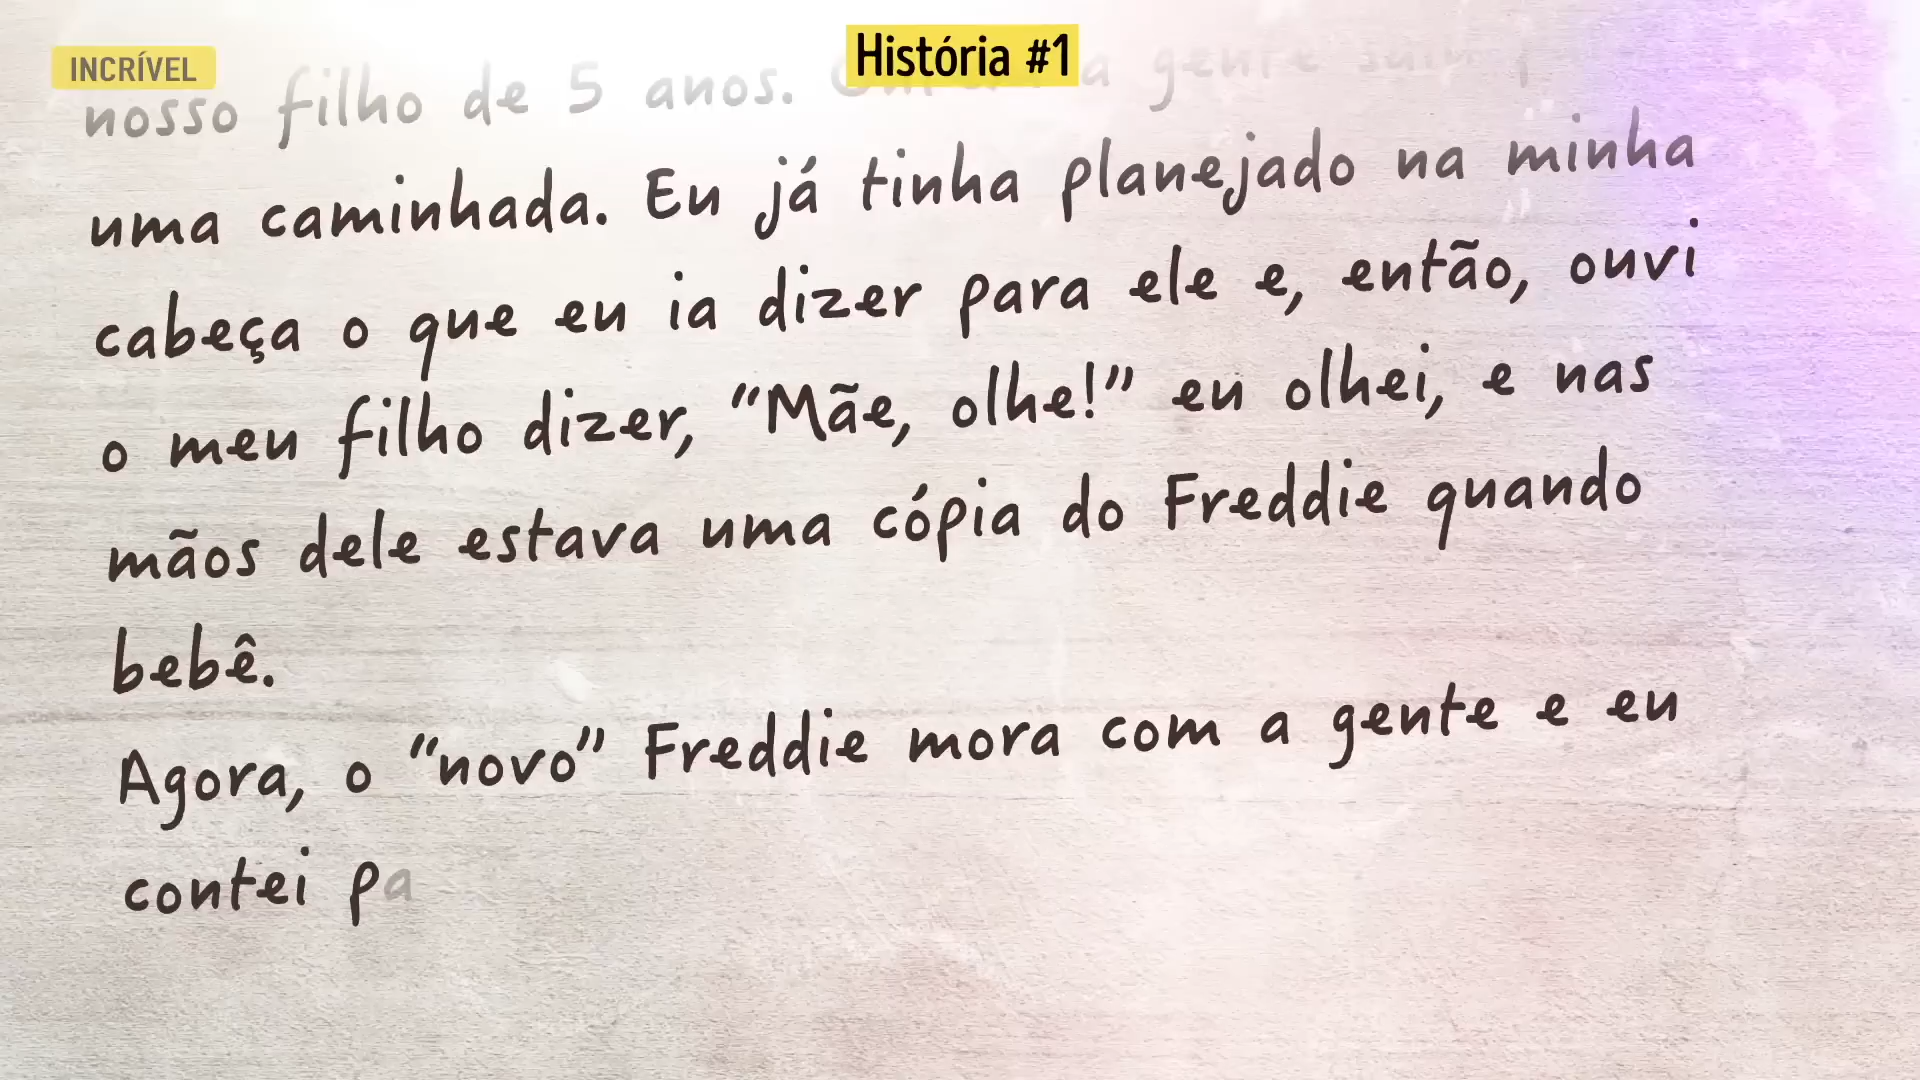 INCRÍVEL
História #1
nosso filho de 5 anos. a gente
uma caminhada. Eu já tinha planejado na minha
cabeça o que eu ia dizer para ele e, então, ouvi
o meu filho dizer, "Mãe, olhe!" eu olhei, e nas
mãos dele estava uma cópia do Freddie quando
bebê.
Agora, o "novo" Freddie mora com a gente e eu
contei pa